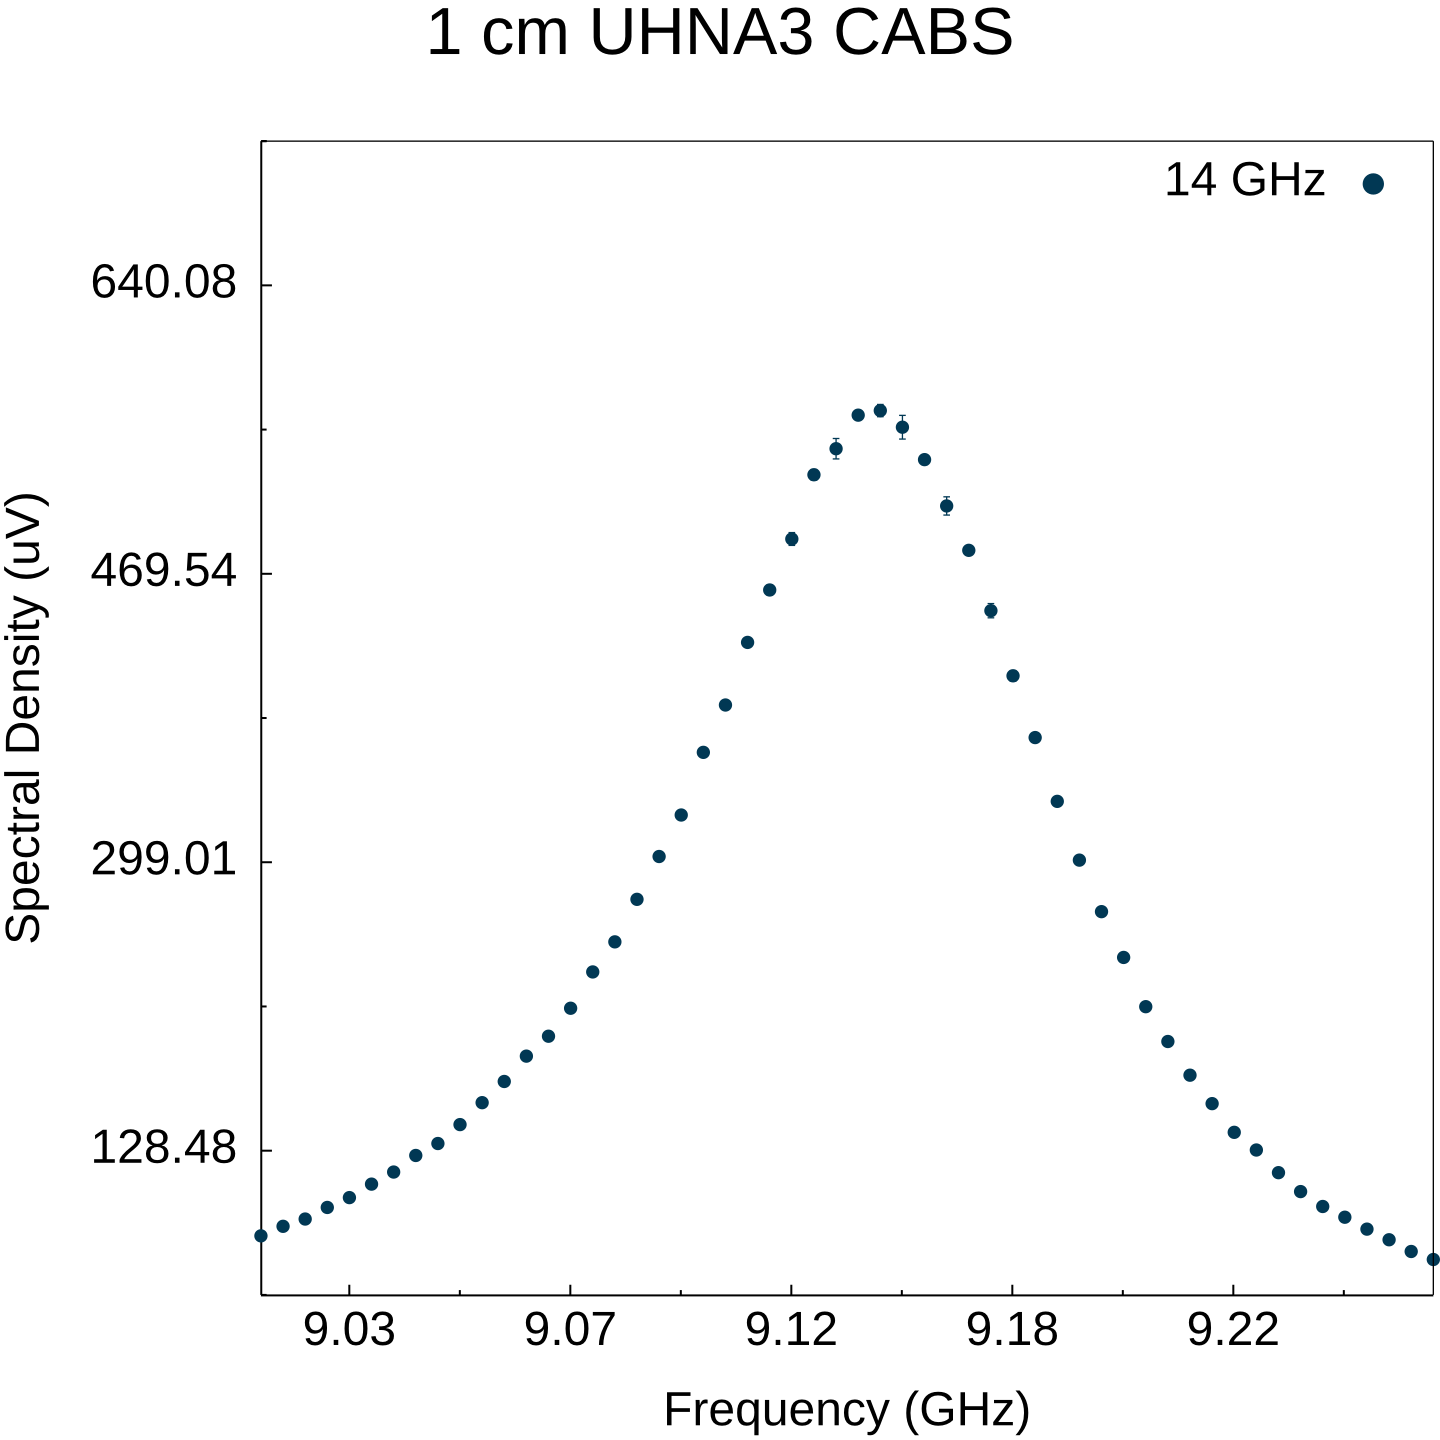 1 cm UHNA3 CABS
14 GHz
640.08
469.54
299.01
128.48
Spectral Density (uV)
9.03 9.07 9.12 9.18 9.22
Frequency (GHz)